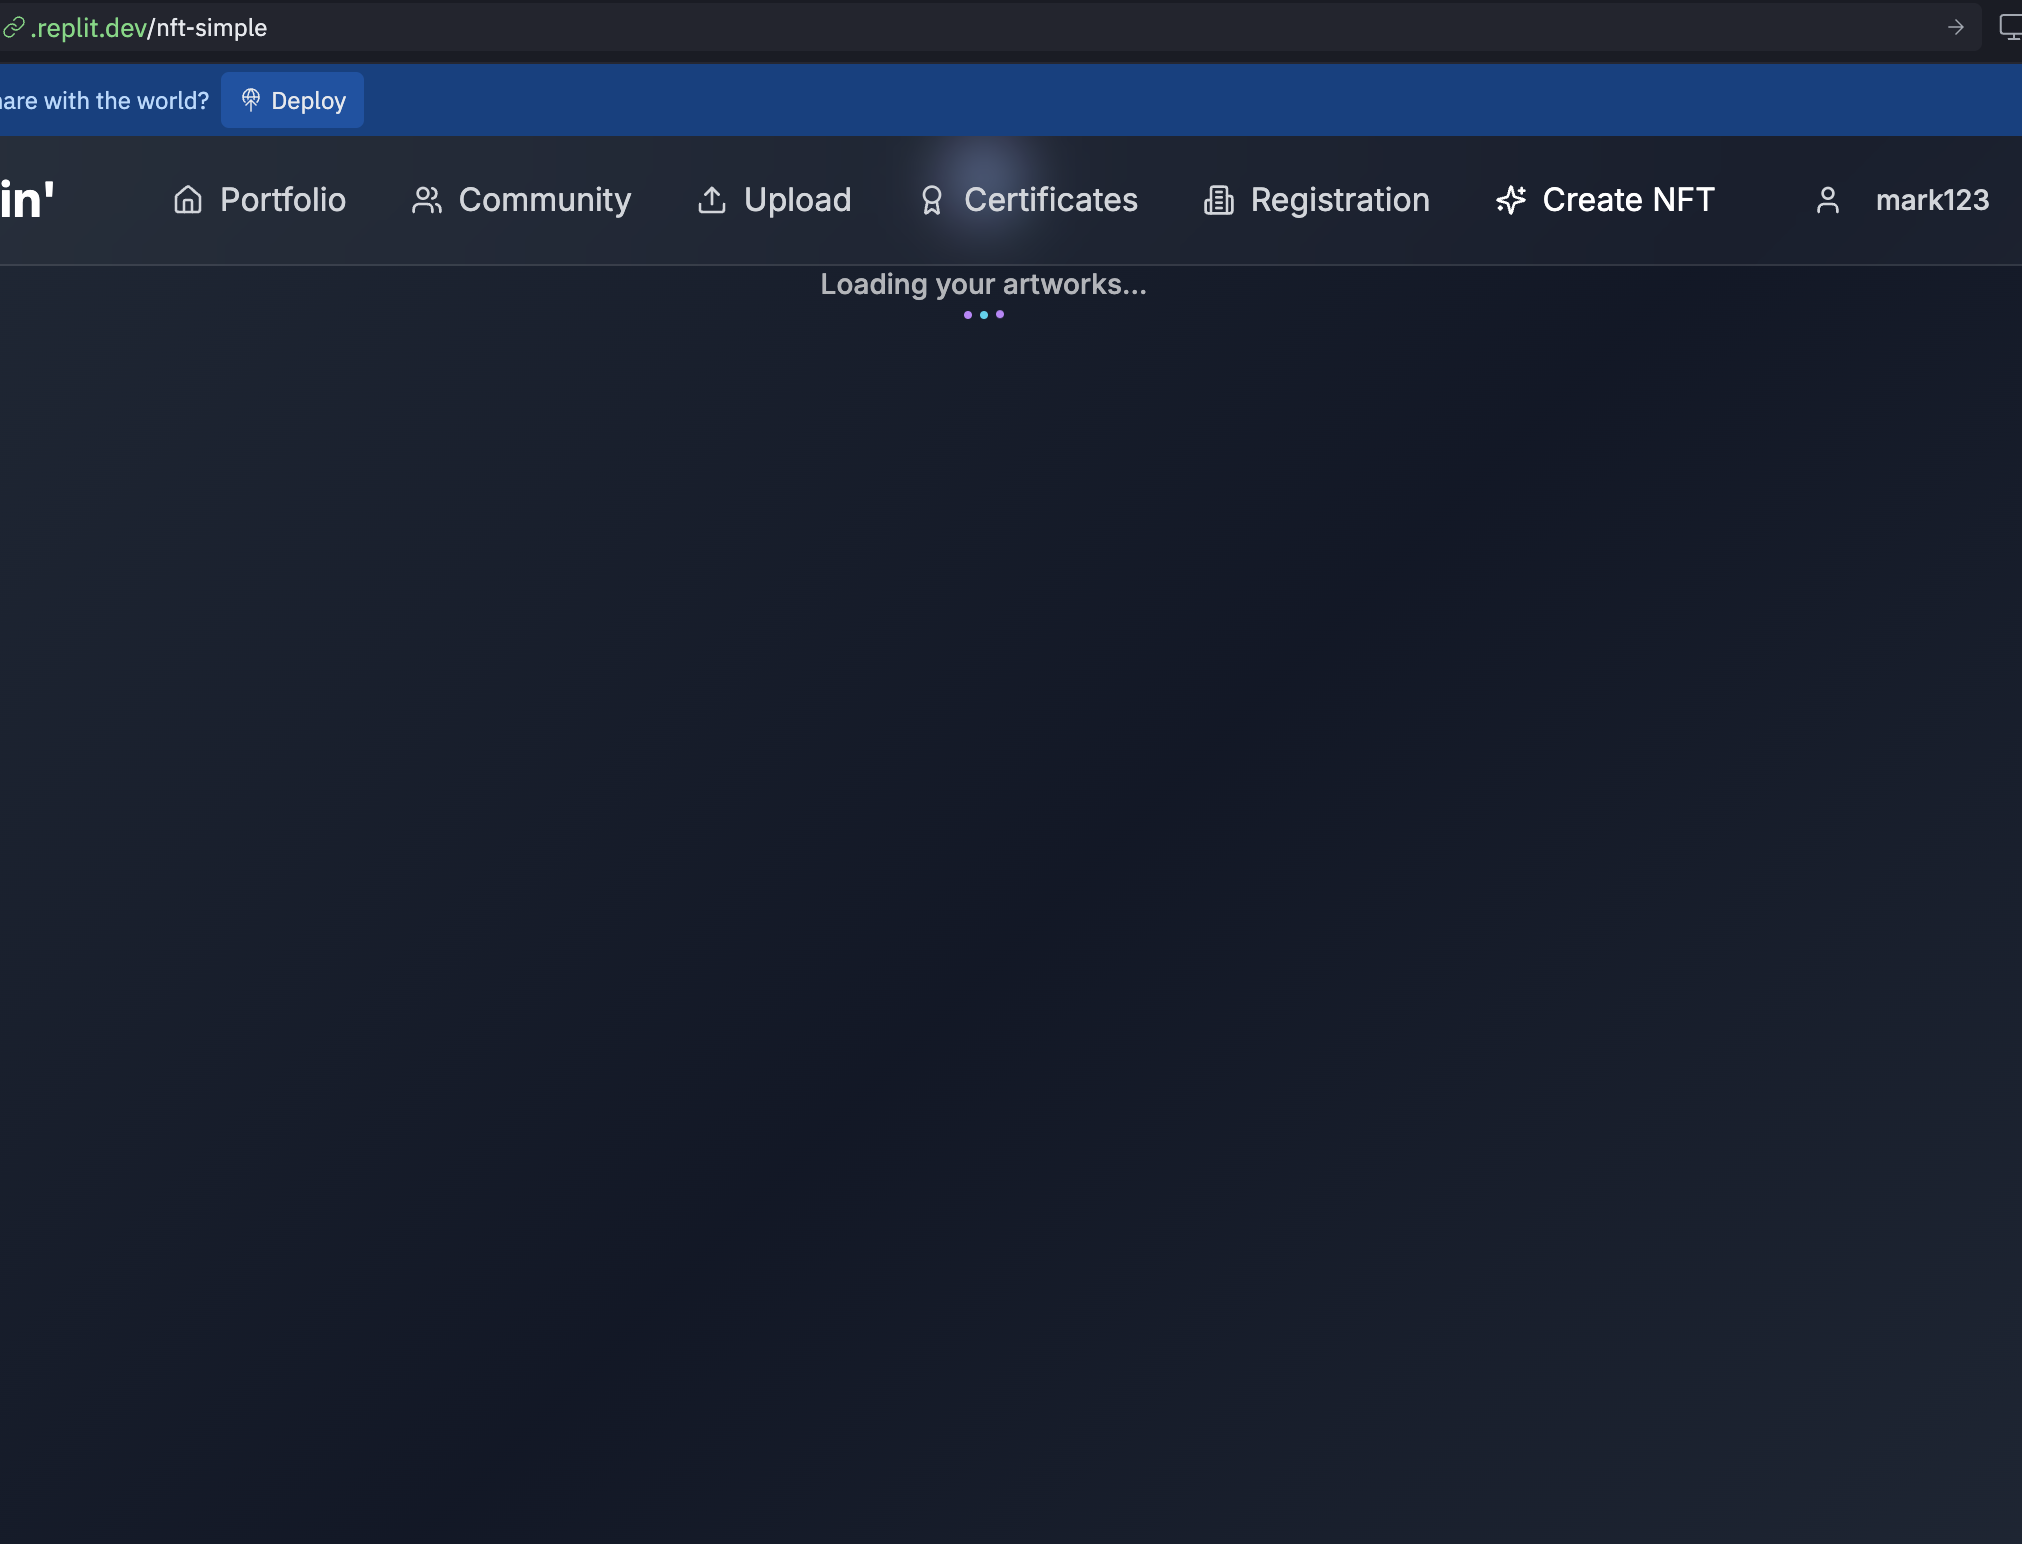 .replit.dev/nft-simple
are with the world?
Deploy
in'
Portfolio
Community
Upload
Certificates
Registration
Create NFT
mark123
Loading your artworks...